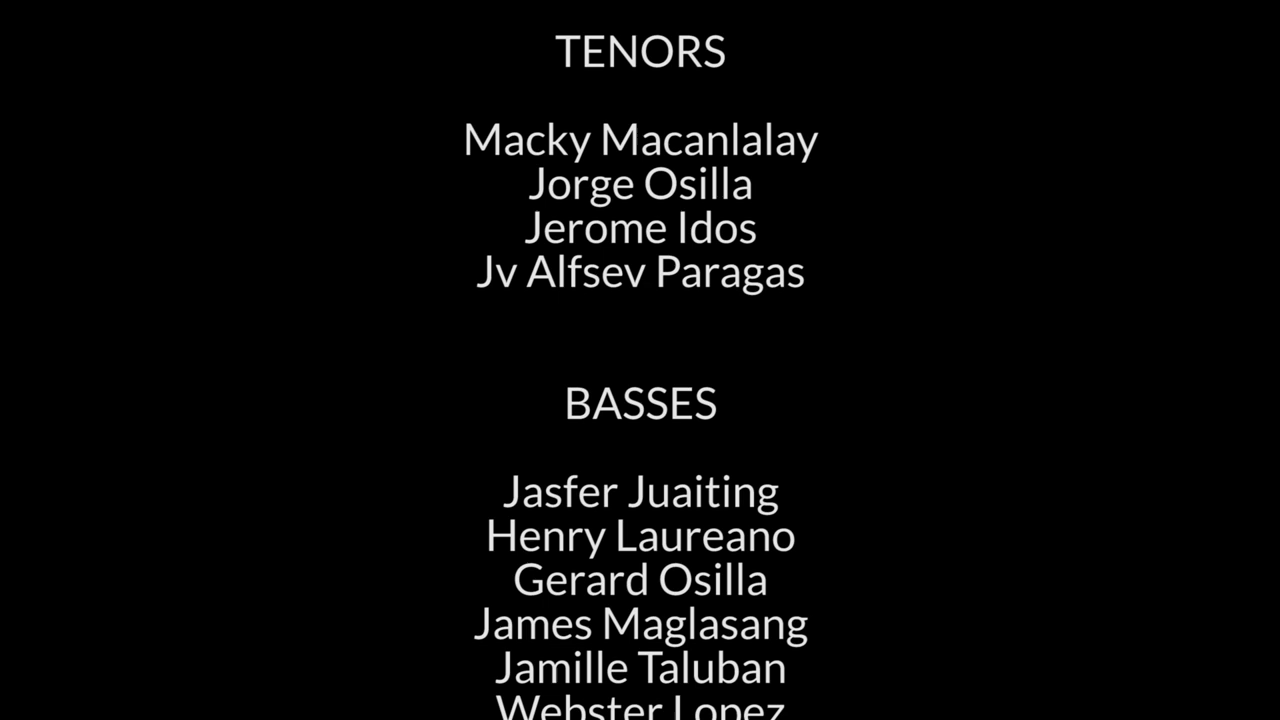 TENORS
Macky Macanlalay
Jorge Osilla
Jerome Idos
Jv Alfsev Paragas
BASSES
Jasfer Juaiting
Henry Laureano
Gerard Osilla
James Maglasang
Jamille Taluban
Webster Lopez